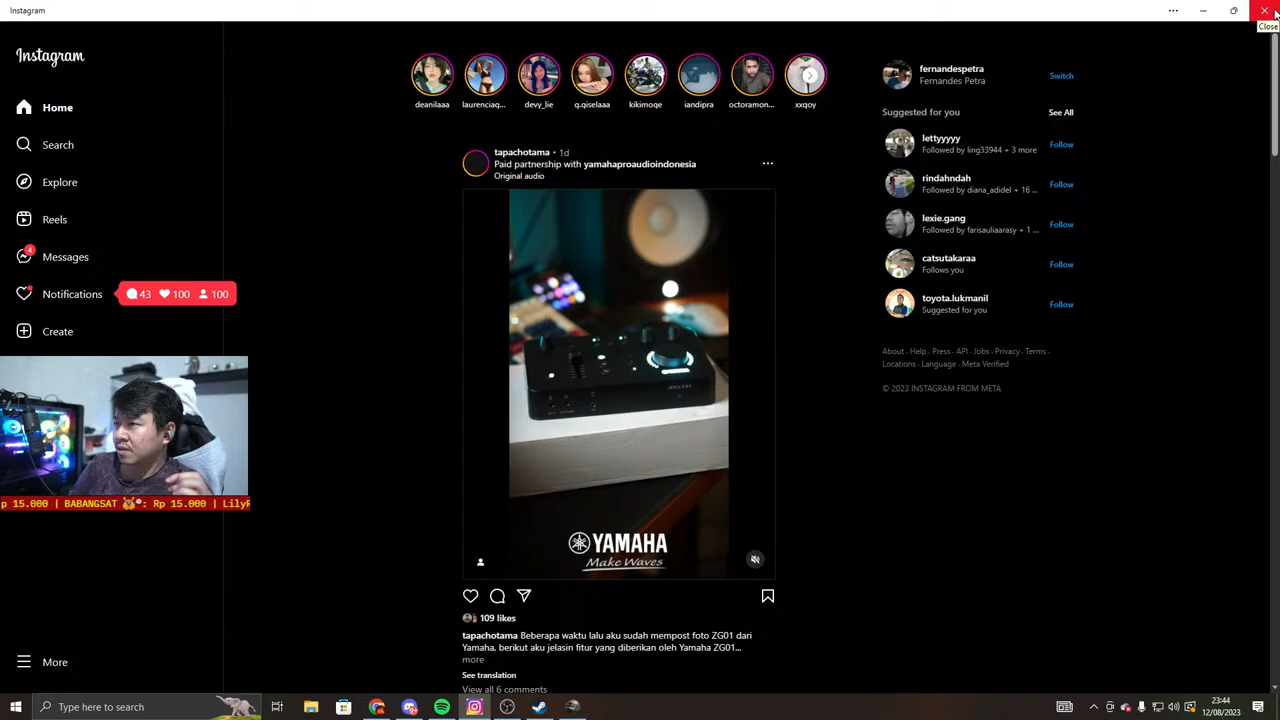 Instagram
Close
Instagram
Home
Search
Explore
Reels
4
Messages
Notifications
43 100 100
Create
p 15.000 | BABANGSAT : Rp 15.000 | Lily
More
deanilaaa laurenciag... devy_lie g.giselaaa kikimoge iandipra octoramon... xxqoy
tapachotama • 1d
Paid partnership with yamahaproaudioindonesia
Original audio
ZG01
YAMAHA
Make Waves
109 likes
tapachotama Beberapa waktu lalu aku sudah mempost foto ZG01 dari
Yamaha, berikut aku jelasin fitur yang diberikan oleh Yamaha ZG01...
more
See translation
View all 6 comments
fernandespetra
Fernandes Petra
Switch
Suggested for you See All
lettyyyyy
Followed by ling33944 + 3 more
Follow
rindahndah
Followed by diana_adidel + 16 ...
Follow
lexie.gang
Followed by farisauliaarasy + 1 ...
Follow
catsutakaraa
Follows you
Follow
toyota.lukmanil
Suggested for you
Follow
About · Help · Press · API · Jobs · Privacy · Terms ·
Locations · Language · Meta Verified
© 2023 INSTAGRAM FROM META
Type here to search
23:44
12/08/2023